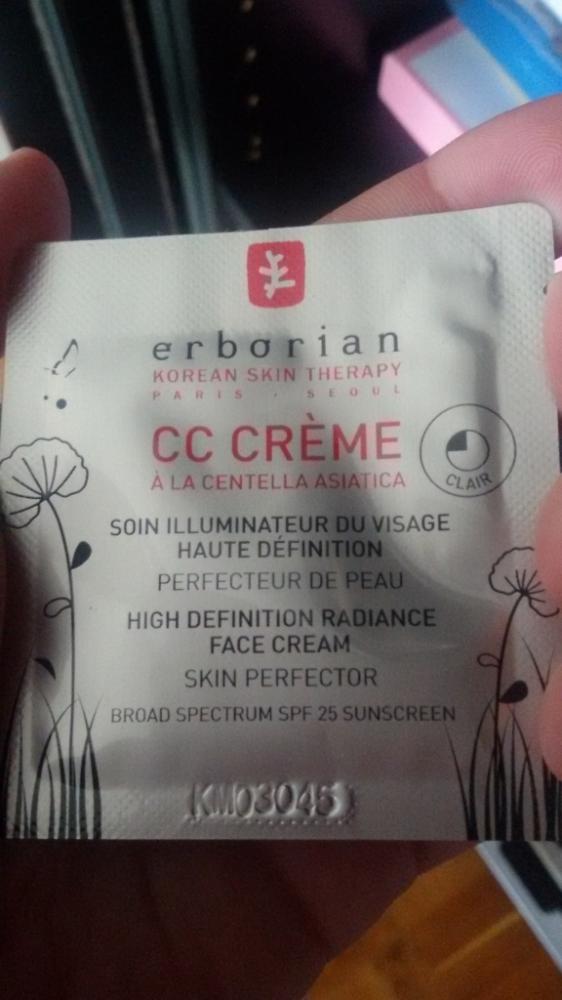 erborian
KOREAN SKIN THERAPY
PARIS . SEOUL
CC CRÈME
À LA CENTELLA ASIATICA
CLAIR
SOIN ILLUMINATEUR DU VISAGE
HAUTE DÉFINITION
PERFECTEUR DE PEAU
HIGH DEFINITION RADIANCE
FACE CREAM
SKIN PERFECTOR
BROAD SPECTRUM SPF 25 SUNSCREEN
KM03045